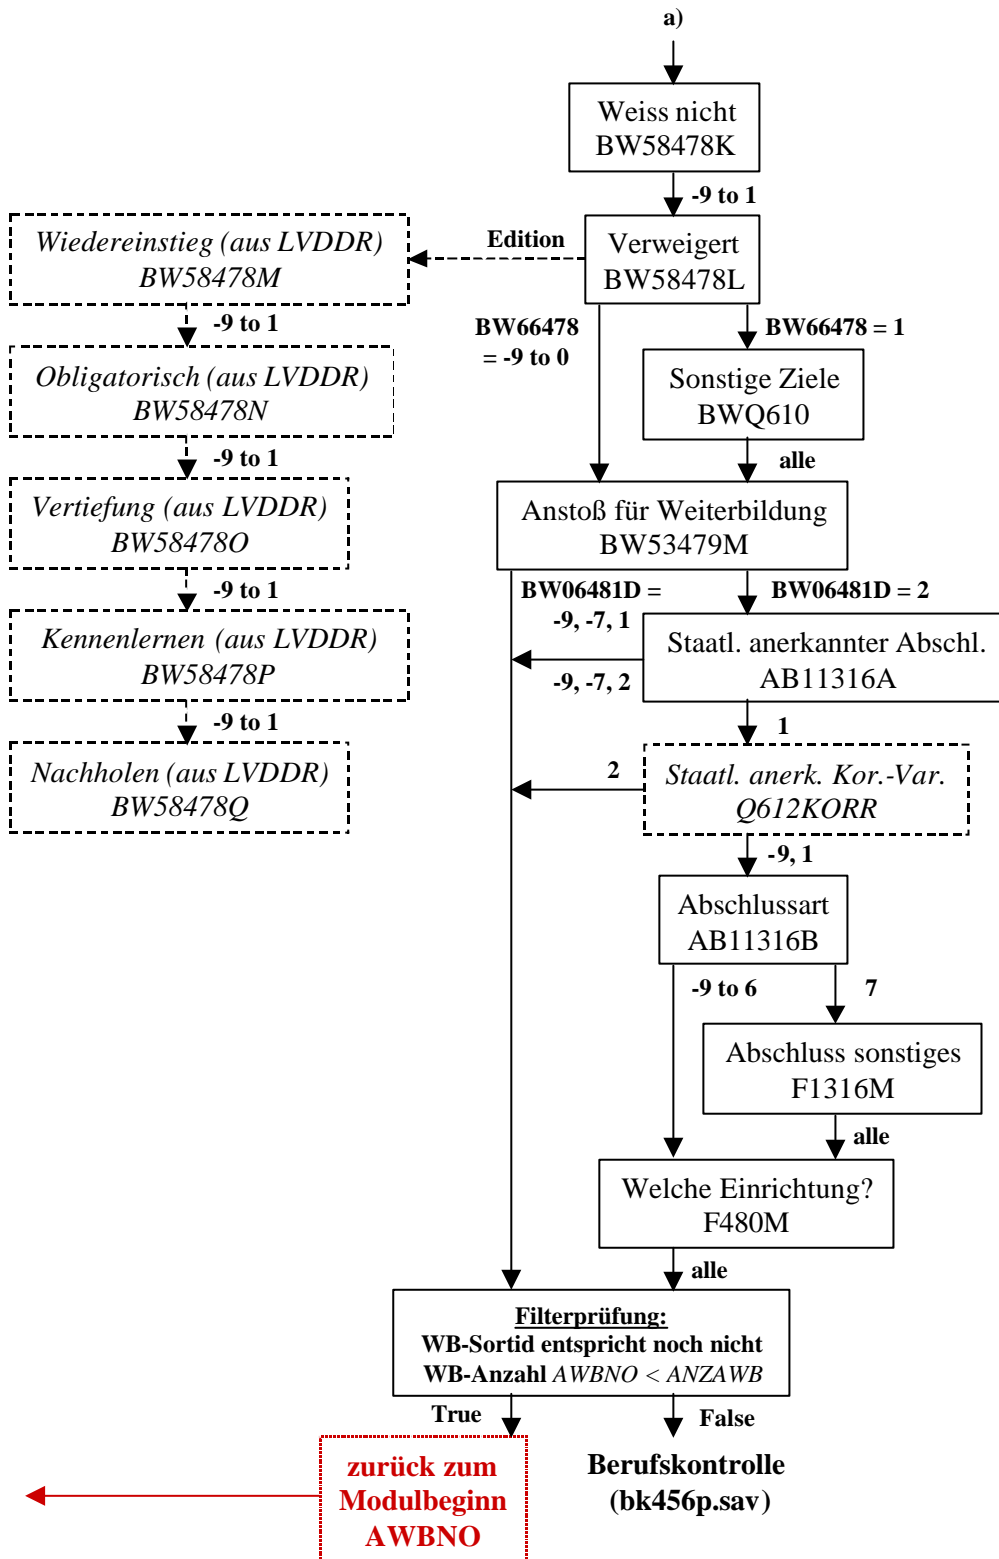 a)
Weiss nicht
BW58478K
-9 to 1
Wiedereinstieg (aus LVDDR)
BW58478M
Edition
Verweigert
BW58478L
-9 to 1
BW66478
= -9 to 0
BW66478 = 1
Obligatorisch (aus LVDDR)
BW58478N
Sonstige Ziele
BWQ610
-9 to 1
alle
Vertiefung (aus LVDDR)
BW58478O
Anstoß für Weiterbildung
BW53479M
-9 to 1
BW06481D =
-9, -7, 1
BW06481D = 2
Kennenlernen (aus LVDDR)
BW58478P
Staatl. anerkannter Abschl.
AB11316A
-9, -7, 2
-9 to 1
1
Nachholen (aus LVDDR)
BW58478Q
2
Staatl. anerk. Kor.-Var.
Q612KORR
-9, 1
Abschlussart
AB11316B
-9 to 6
7
Abschluss sonstiges
F1316M
alle
Welche Einrichtung?
F480M
alle
Filterprüfung:
WB-Sortid entspricht noch nicht
WB-Anzahl AWBNO < ANZAWB
True
False
zurück zum
Modulbeginn
AWBNO
Berufskontrolle
(bk456p.sav)